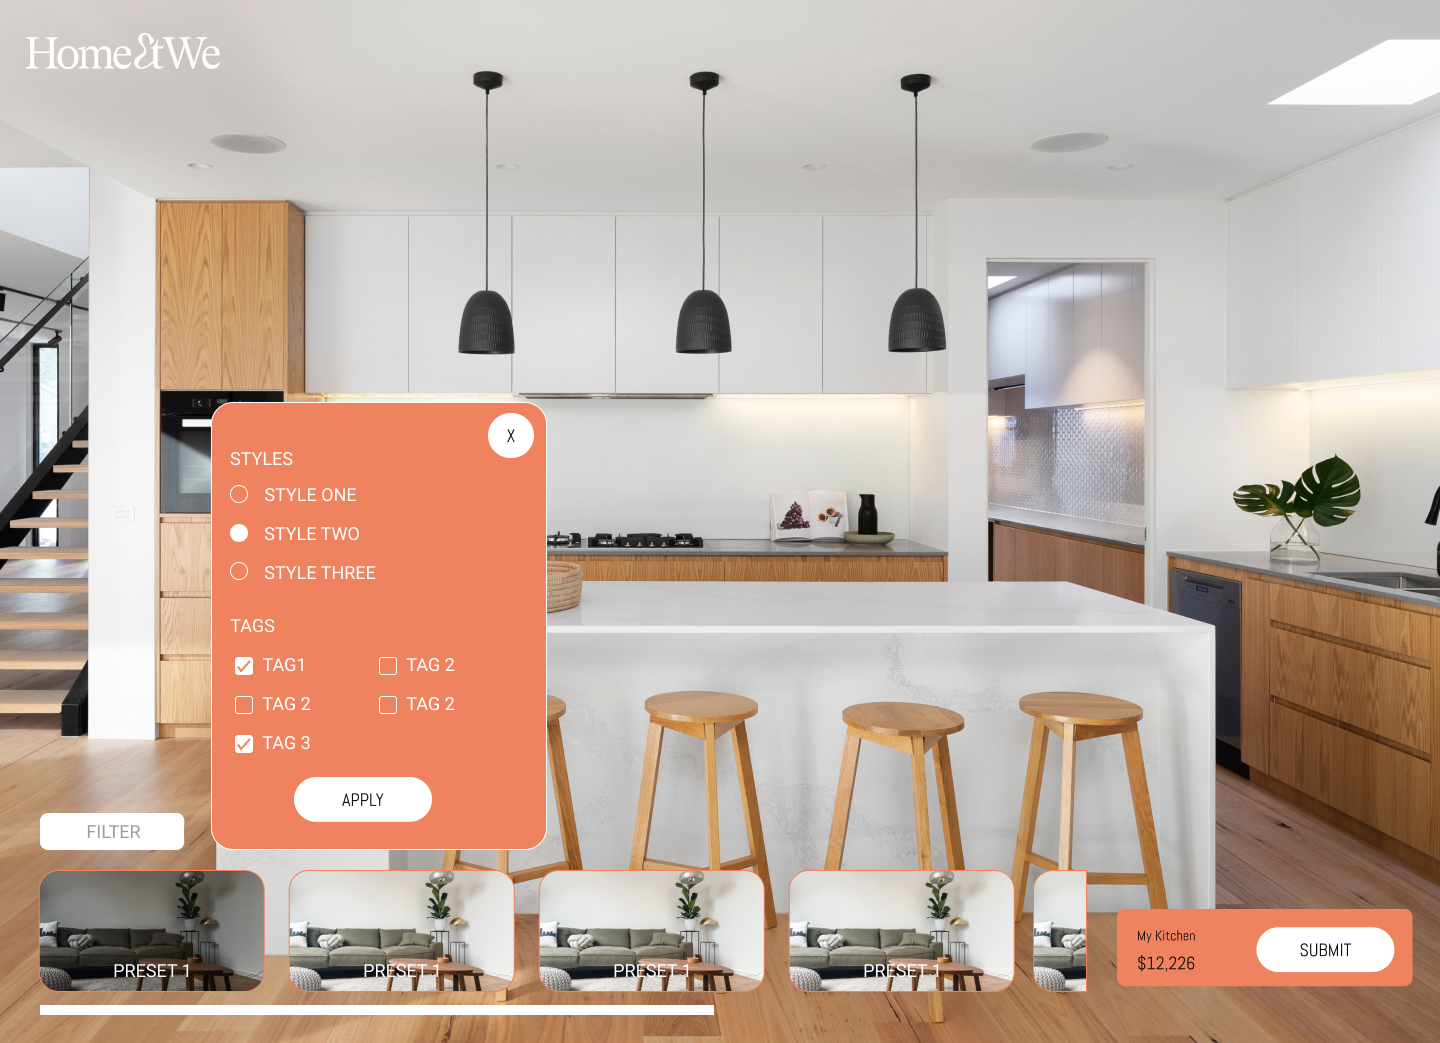 Home&We
X
STYLES
STYLE ONE
STYLE TWO
STYLE THREE
TAGS
TAG1
TAG 2
TAG 2
TAG 2
TAG 3
APPLY
FILTER
PRESET 1
PRESET 1
PRESET 1
PRESET 1
My Kitchen
$12,226
SUBMIT